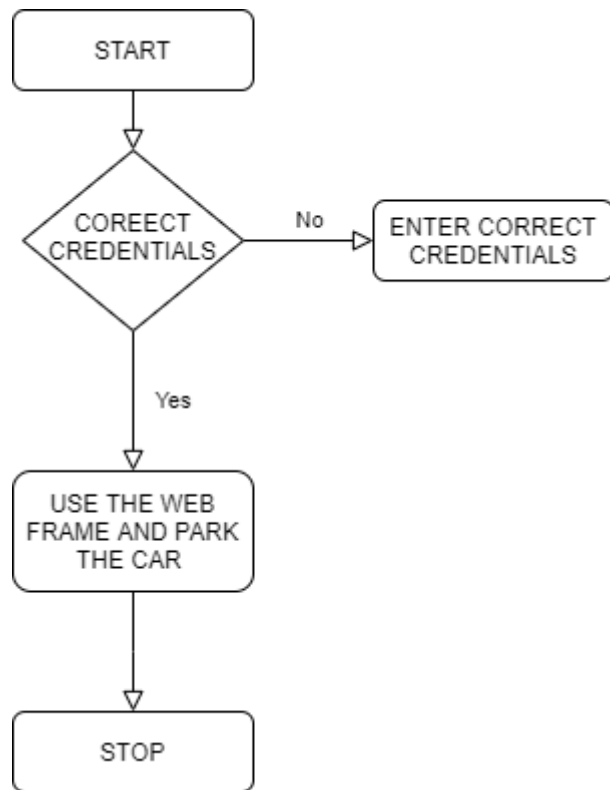 START
COREECT
CREDENTIALS
No
ENTER CORRECT
CREDENTIALS
Yes
USE THE WEB
FRAME AND PARK
THE CAR
STOP